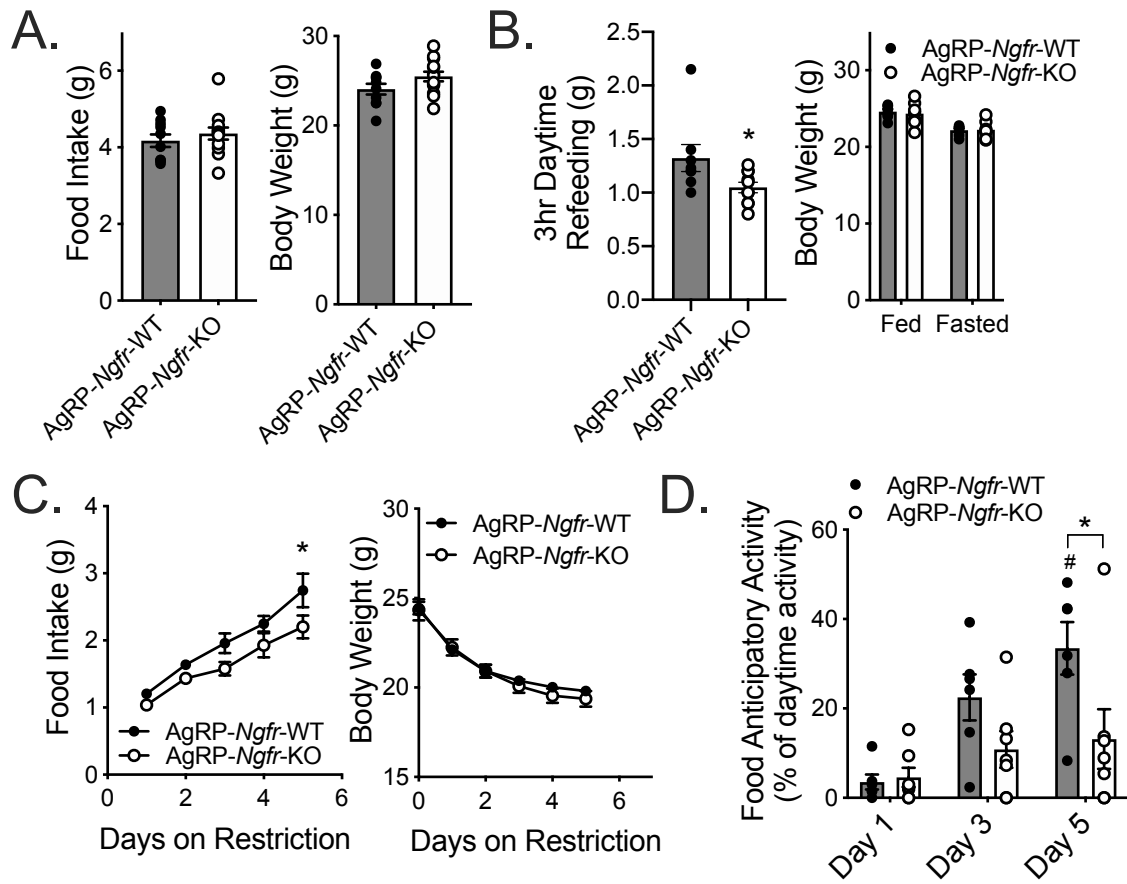 A.
Food Intake (g)
6
4
2
0
AgRP-Ngfr-WT
AgRP-Ngfr-KO
Body Weight (g)
30
20
10
0
AgRP-Ngfr-WT
AgRP-Ngfr-KO
B.
3hr Daytime
Refeeding (g)
2.5
2.0
1.5
1.0
0.5
0.0
*
AgRP-Ngfr-WT
AgRP-Ngfr-KO
AgRP-Ngfr-WT
AgRP-Ngfr-KO
Body Weight (g)
30
20
10
0
Fed Fasted
C.
Food Intake (g)
4
3
2
1
0
*
AgRP-Ngfr-WT
AgRP-Ngfr-KO
0 2 4 6
Days on Restriction
Body Weight (g)
30
25
20
15
AgRP-Ngfr-WT
AgRP-Ngfr-KO
0 2 4 6
Days on Restriction
D.
AgRP-Ngfr-WT
AgRP-Ngfr-KO
Food Anticipatory Activity
(% of daytime activity)
60
40
20
0
*
#
Day 1
Day 3
Day 5